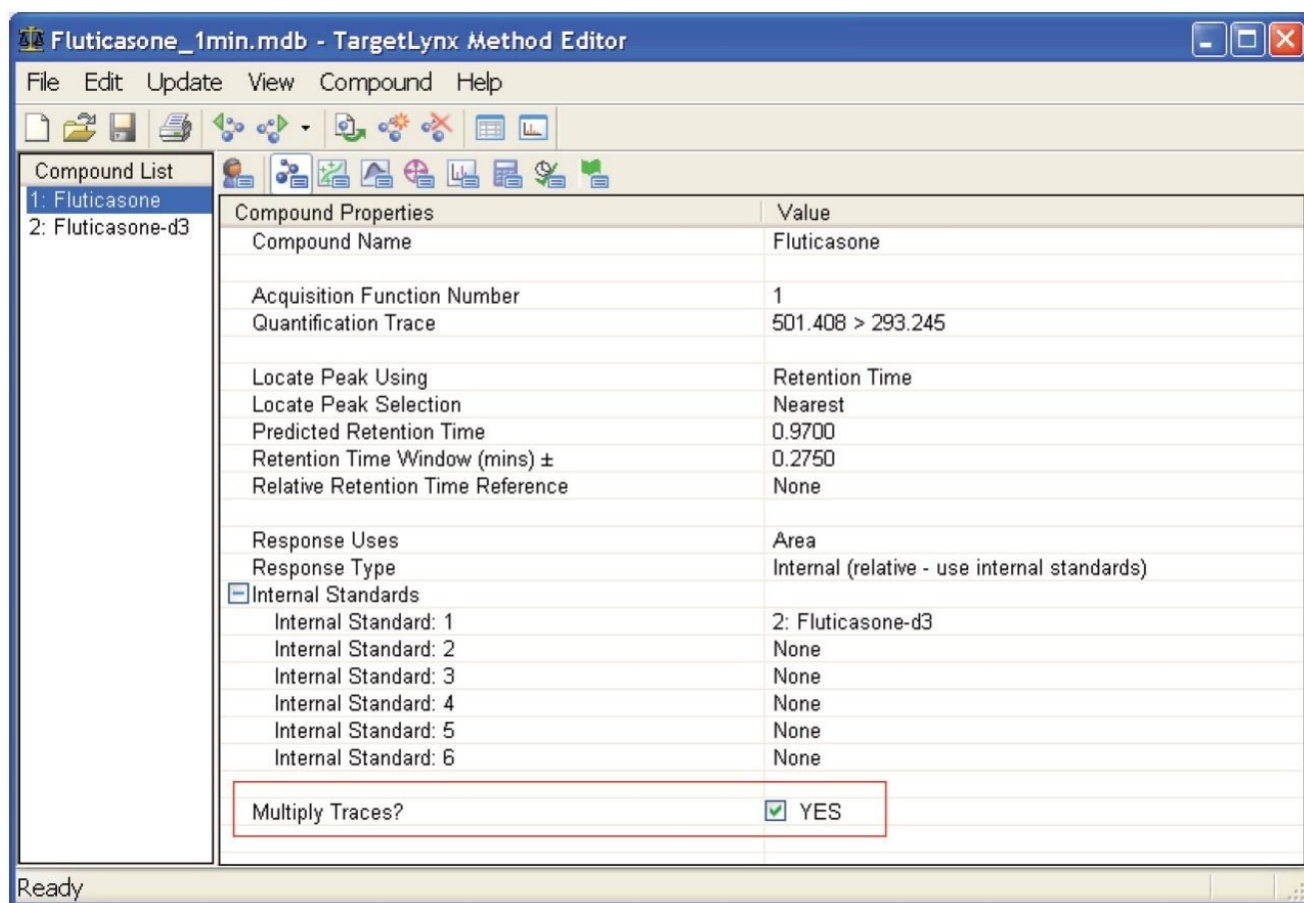 Fluticasone_1min.mdb - TargetLynx Method Editor
File Edit Update View Compound Help
Compound List
1: Fluticasone
2: Fluticasone-d3
Compound Properties Value
Compound Name Fluticasone
Acquisition Function Number 1
Quantification Trace 501.408 > 293.245
Locate Peak Using Retention Time
Locate Peak Selection Nearest
Predicted Retention Time 0.9700
Retention Time Window (mins) ± 0.2750
Relative Retention Time Reference None
Response Uses Area
Response Type Internal (relative - use internal standards)
Internal Standards
Internal Standard: 1 2: Fluticasone-d3
Internal Standard: 2 None
Internal Standard: 3 None
Internal Standard: 4 None
Internal Standard: 5 None
Internal Standard: 6 None
Multiply Traces? YES
Ready